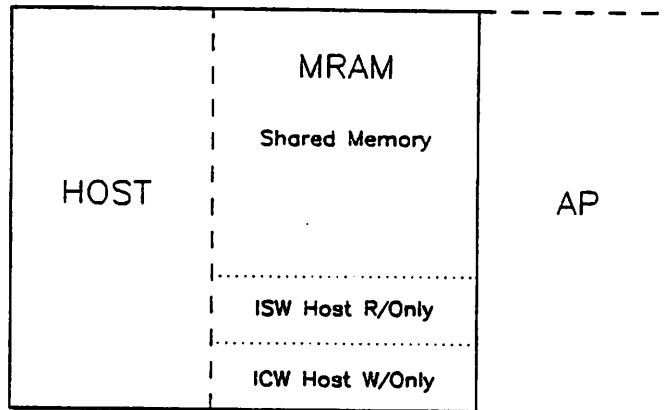 MRAM
Shared Memory
HOST
AP
ISW Host R/Only
ICW Host W/Only